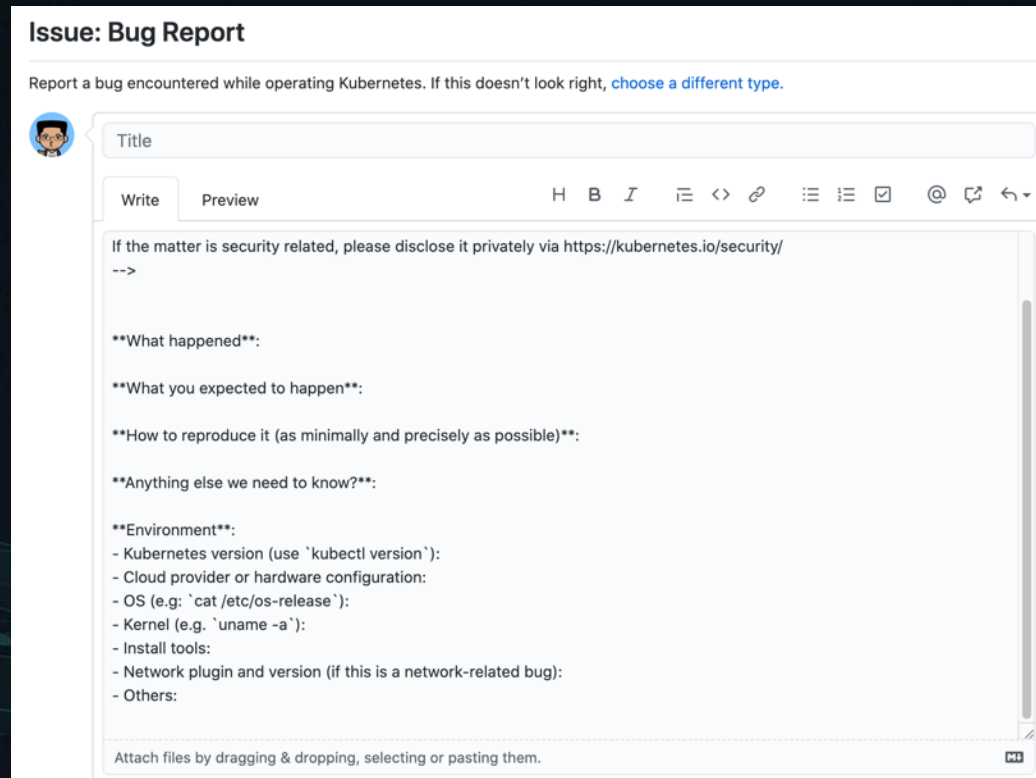 Issue: Bug Report
Report a bug encountered while operating Kubernetes. If this doesn’t look right, choose a different type.
Title
Write Preview
If the matter is security related, please disclose it privately via https://kubernetes.io/security/
-->
**What happened**:
**What you expected to happen**:
**How to reproduce it (as minimally and precisely as possible)**:
**Anything else we need to know?**:
**Environment**:
- Kubernetes version (use `kubectl version`):
- Cloud provider or hardware configuration:
- OS (e.g: `cat /etc/os-release`):
- Kernel (e.g. `uname -a`):
- Install tools:
- Network plugin and version (if this is a network-related bug):
- Others:
Attach files by dragging & dropping, selecting or pasting them.